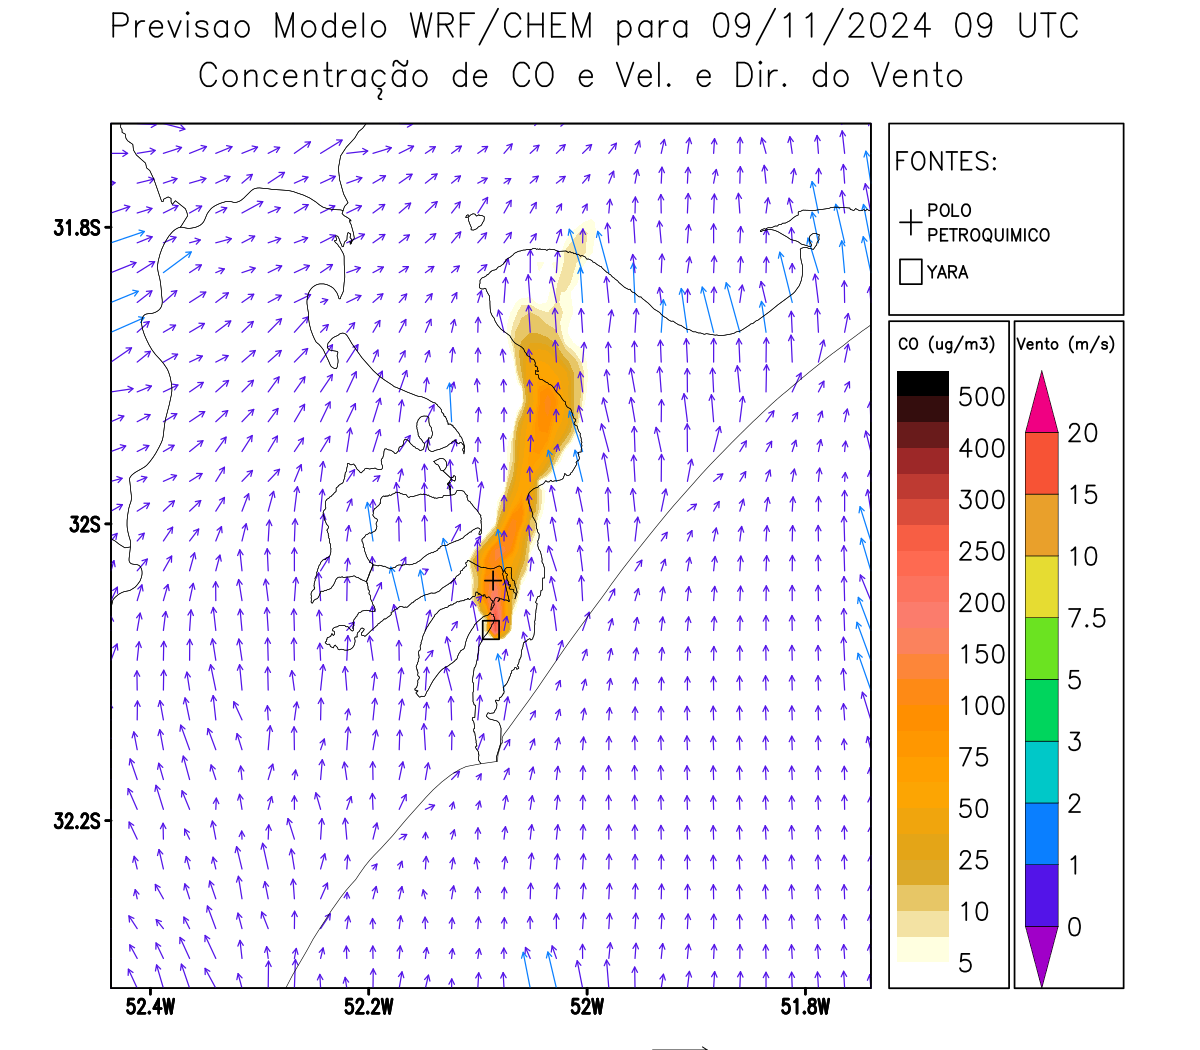 Previsao Modelo WRF/CHEM para 09/11/2024 09 UTC
Concentração de CO e Vel. e Dir. do Vento
FONTES:
POLO
PETROQUIMICO
YARA
CO (ug/m3)
500
400
300
250
200
150
100
75
50
25
10
5
Vento (m/s)
20
15
10
7.5
5
3
2
1
0
31.8S
32S
32.2S
52.4W
52.2W
52W
51.8W